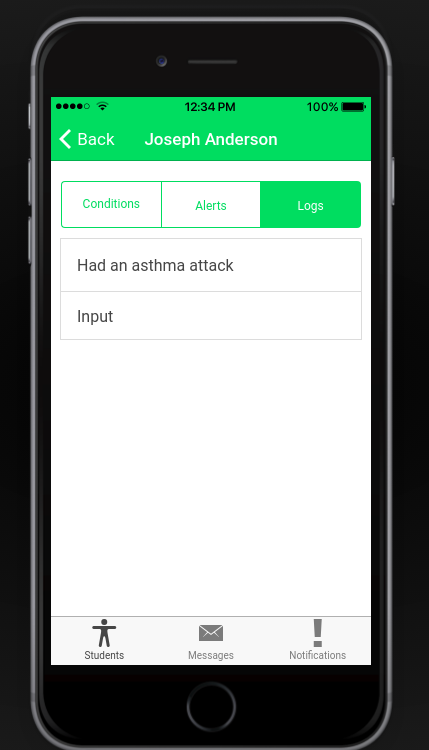 12:34 PM
100%
Back
Joseph Anderson
Conditions
Alerts
Logs
Had an asthma attack
Input
Students
Messages
Notifications